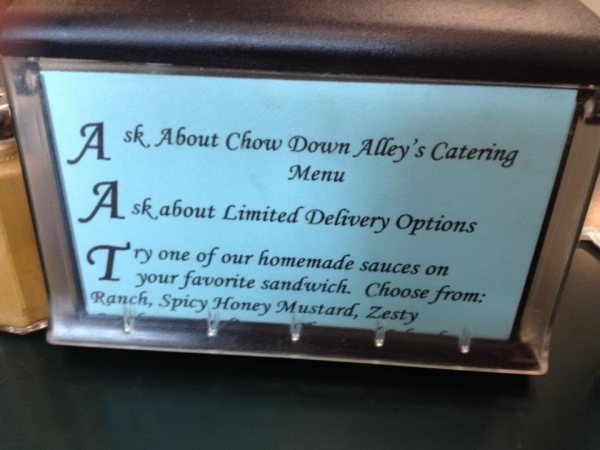 Ask About Chow Down Alley's Catering
Menu
Ask about Limited Delivery Options
Try one of our homemade sauces on
your favorite sandwich. Choose from:
Ranch, Spicy Honey Mustard, Zesty